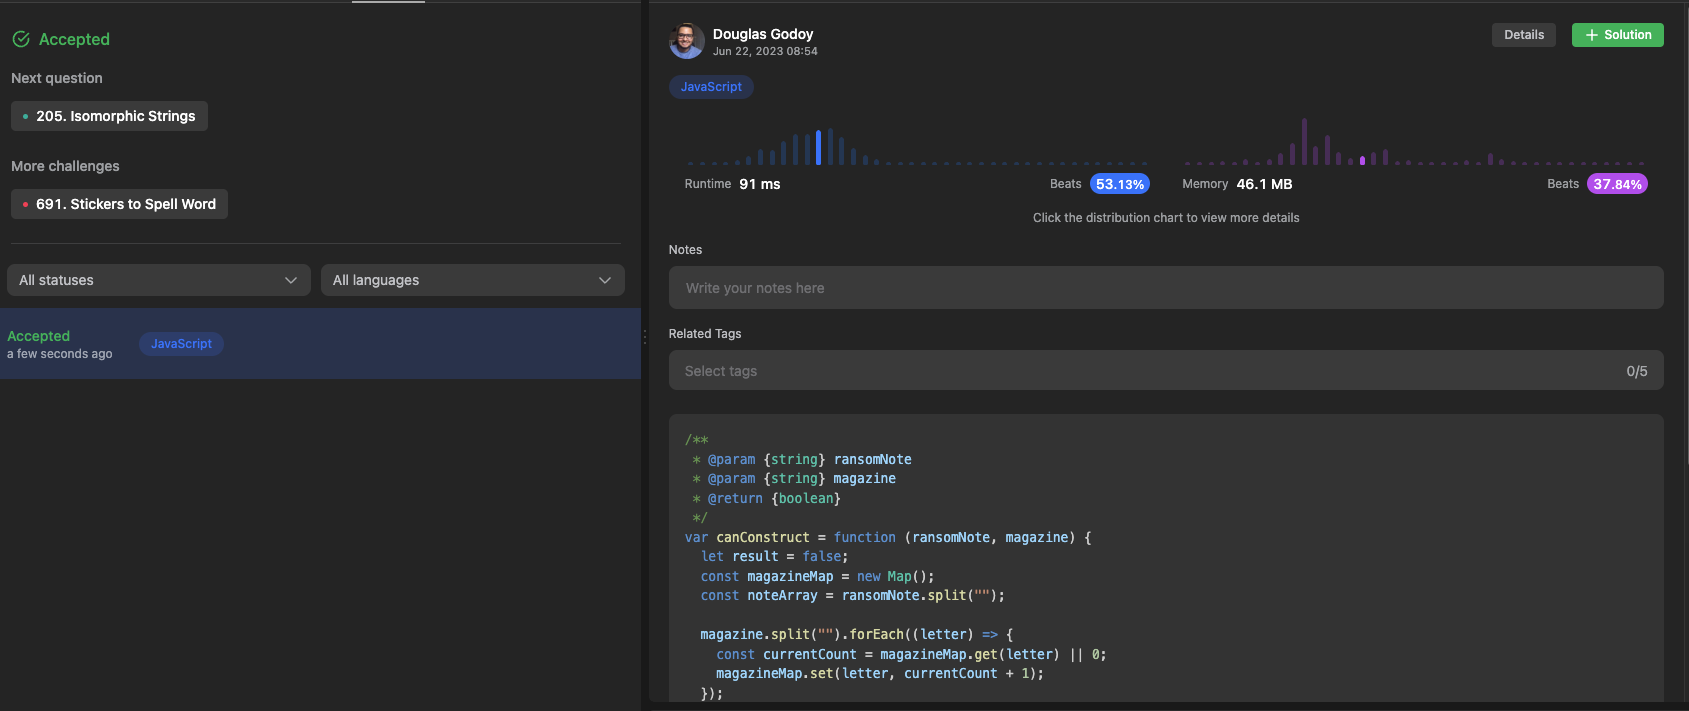 Accepted
Next question
205. Isomorphic Strings
More challenges
691. Stickers to Spell Word
All statuses
All languages
Accepted
a few seconds ago
JavaScript
Douglas Godoy
Jun 22, 2023 08:54
Details
+ Solution
JavaScript
Runtime 91 ms
Beats 53.13%
Memory 46.1 MB
Beats 37.84%
Click the distribution chart to view more details
Notes
Write your notes here
Related Tags
Select tags
0/5
/**
 * @param {string} ransomNote
 * @param {string} magazine
 * @return {boolean}
 */
var canConstruct = function (ransomNote, magazine) {
  let result = false;
  const magazineMap = new Map();
  const noteArray = ransomNote.split("");
  magazine.split("").forEach((letter) => {
    const currentCount = magazineMap.get(letter) || 0;
    magazineMap.set(letter, currentCount + 1);
  });